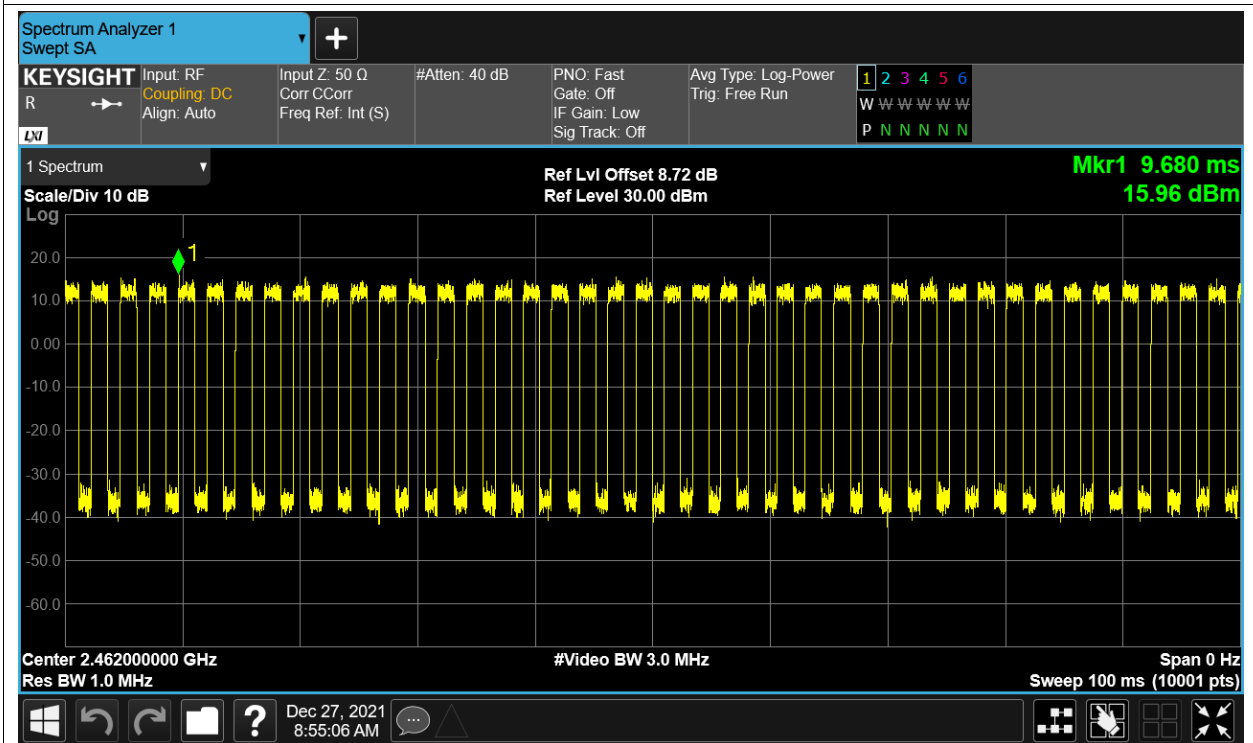 Spectrum Analyzer 1
Swept SA
KEYSIGHT
R
LXI
Input: RF
Coupling: DC
Align: Auto
Input Z: 50 Ω
Corr CCorr
Freq Ref: Int (S)
#Atten: 40 dB
PNO: Fast
Gate: Off
IF Gain: Low
Sig Track: Off
Avg Type: Log-Power
Trig: Free Run
1 2 3 4 5 6
W W W W W W
P N N N N N
1 Spectrum
Scale/Div 10 dB
Log
Ref Lvl Offset 8.72 dB
Ref Level 30.00 dBm
Mkr1 9.680 ms
15.96 dBm
1
20.0
10.0
0.00
-10.0
-20.0
-30.0
-40.0
-50.0
-60.0
Center 2.462000000 GHz
Res BW 1.0 MHz
#Video BW 3.0 MHz
Span 0 Hz
Sweep 100 ms (10001 pts)
?
Dec 27, 2021
8:55:06 AM